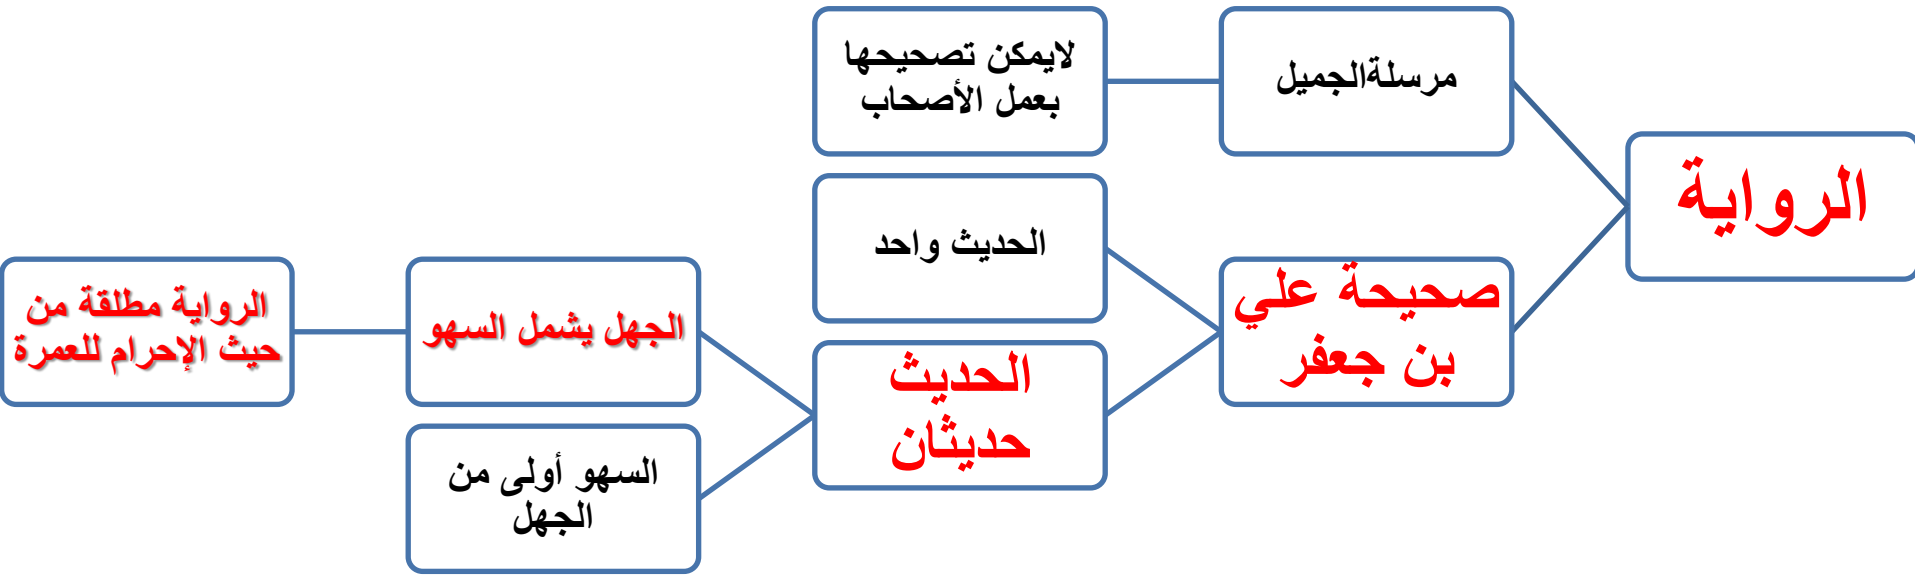 الرواية
مرسلةالجميل
لايمكن تصحيحها
بعمل الأصحاب
صحيحة علي
بن جعفر
الحديث واحد
الحديث
حديثان
الجهل يشمل السهو
الرواية مطلقة من
حيث الإحرام للعمرة
السهو أولى من
الجهل